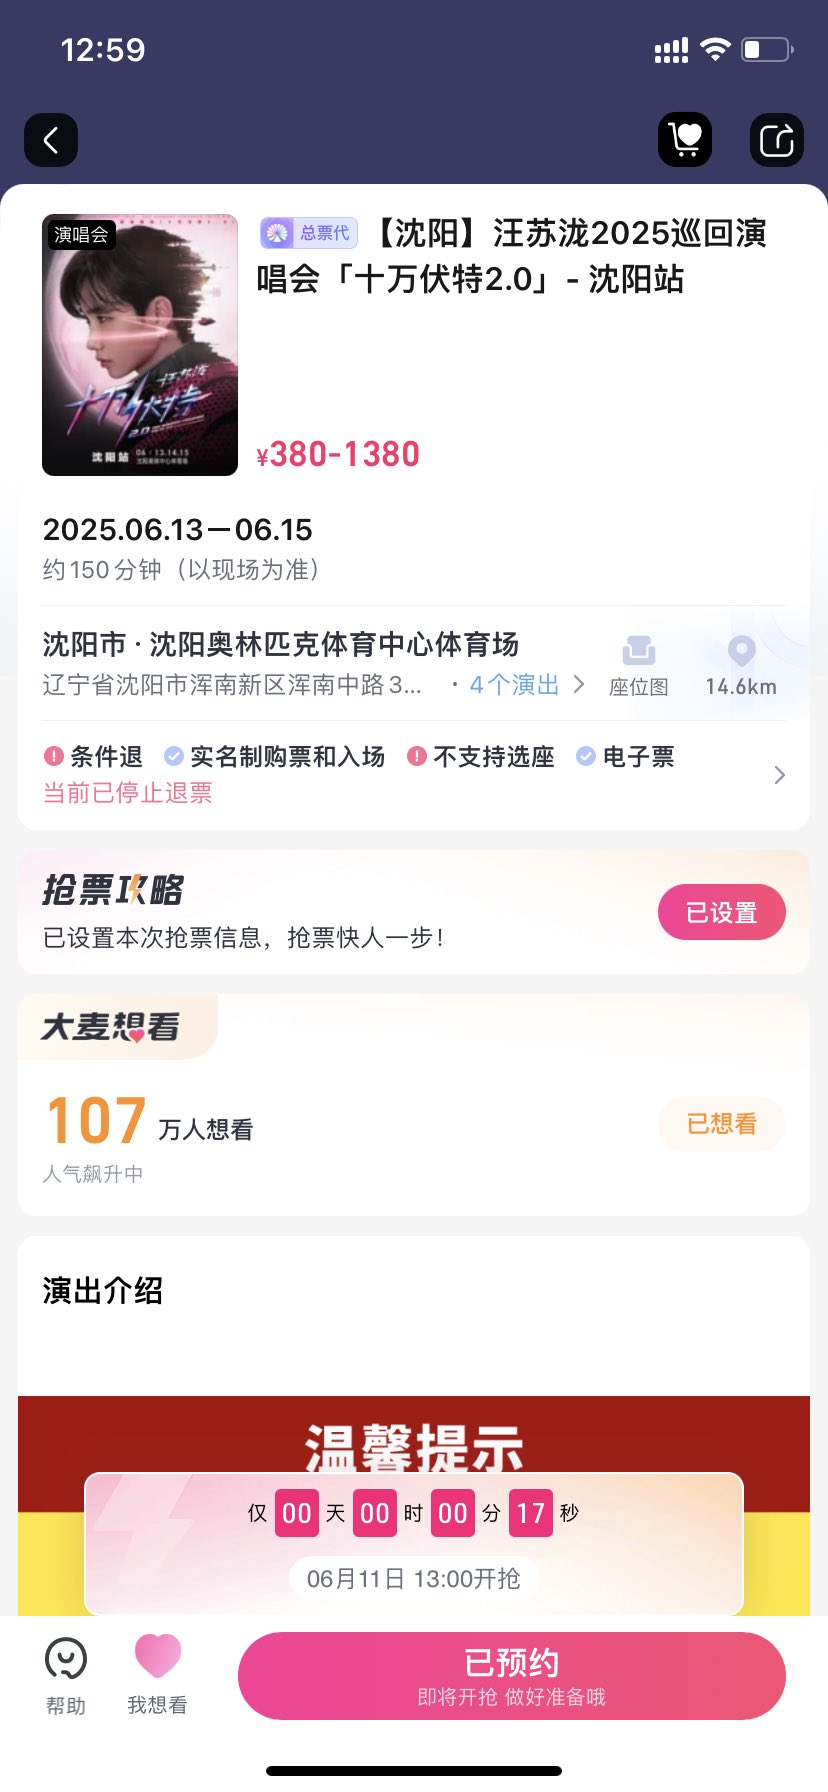 12:59
演唱会
十万伏特
汪苏泷
2.0
沈阳站 06 / 13.14.15
总票代 【沈阳】汪苏泷2025巡回演
唱会「十万伏特2.0」- 沈阳站
¥380-1380
2025.06.13—06.15
约150分钟（以现场为准）
沈阳市 · 沈阳奥林匹克体育中心体育场
辽宁省沈阳市浑南新区浑南中路3... · 4个演出
座位图
14.6km
条件退 实名制购票和入场 不支持选座 电子票
当前已停止退票
抢票攻略
已设置本次抢票信息，抢票快人一步！
已设置
大麦想看
107 万人想看
人气飙升中
已想看
演出介绍
温馨提示
仅 00 天 00 时 00 分 17 秒
06月11日 13:00开抢
帮助
我想看
已预约
即将开抢 做好准备哦